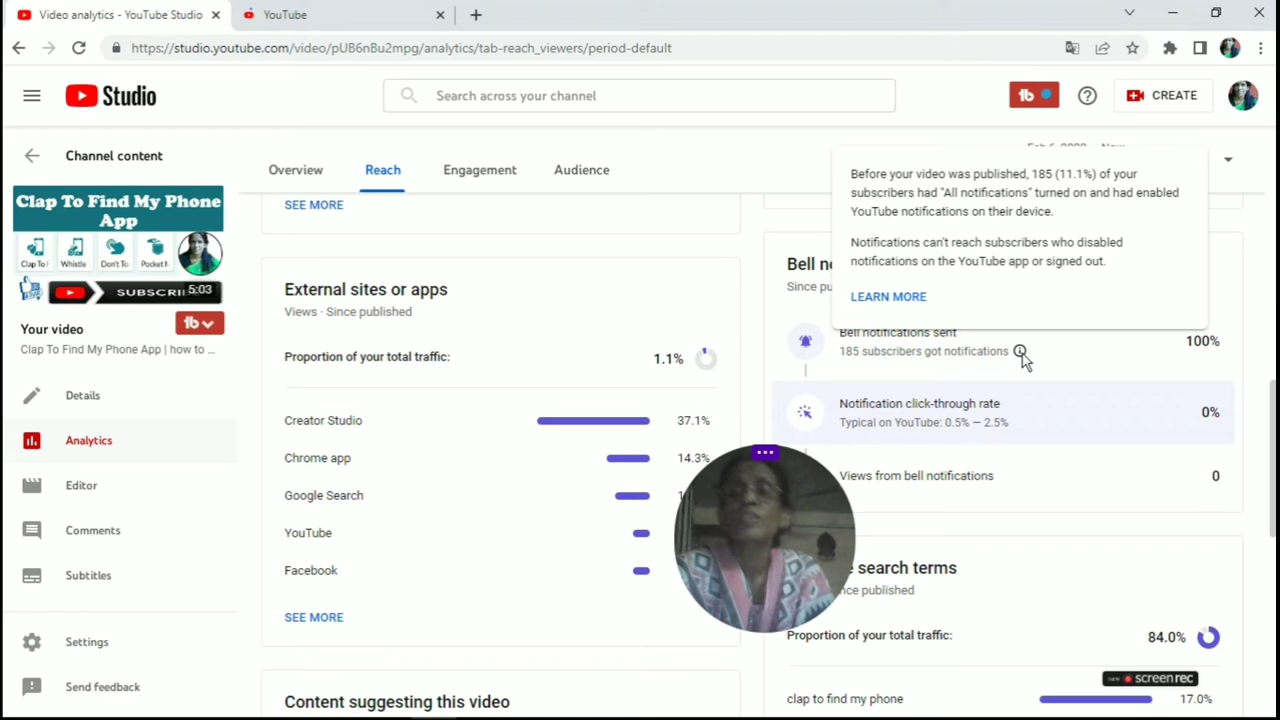 Video analytics - YouTube Studio
YouTube
https://studio.youtube.com/video/pUB6nBu2mpg/analytics/tab-reach_viewers/period-default
Studio
Search across your channel
CREATE
Channel content
Overview
Reach
Engagement
Audience
Clap To Find My Phone
App
5:03
Your video
Clap To Find My Phone App | how to ...
Details
Analytics
Editor
Comments
Subtitles
Settings
Send feedback
SEE MORE
External sites or apps
Views · Since published
Proportion of your total traffic:
1.1%
Creator Studio
37.1%
Chrome app
14.3%
Google Search
YouTube
Facebook
SEE MORE
Content suggesting this video
Before your video was published, 185 (11.1%) of your
subscribers had "All notifications" turned on and had enabled
YouTube notifications on their device.
Notifications can't reach subscribers who disabled
notifications on the YouTube app or signed out.
LEARN MORE
Bell
Since
Bell notifications sent
100%
185 subscribers got notifications
Notification click-through rate
0%
Typical on YouTube: 0.5% — 2.5%
Views from bell notifications
0
search terms
published
Proportion of your total traffic:
84.0%
screenrec
clap to find my phone
17.0%